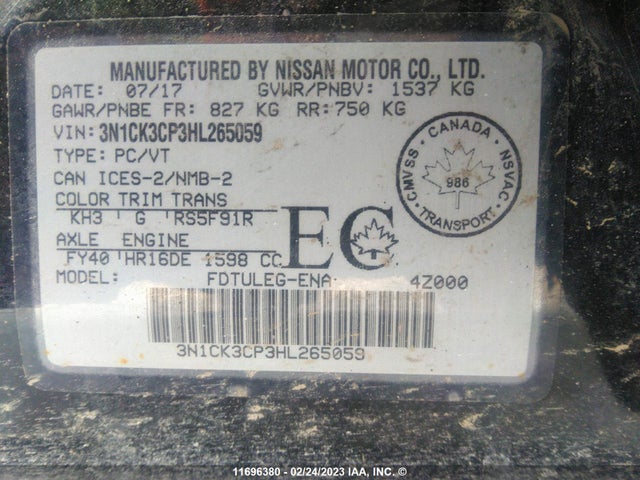 MANUFACTURED BY NISSAN MOTOR CO., LTD.
DATE: 07/17 GVWR/PNBV: 1537 KG
GAWR/PNBE FR: 827 KG RR: 750 KG
VIN: 3N1CK3CP3HL265059
TYPE: PC/VT
CAN ICES-2/NMB-2
COLOR TRIM TRANS
KH3 G RS5F91R
AXLE ENGINE
FY40 HR16DE 1598 CC
MODEL: FDTULEG-ENA 4Z000
EC
CANADA
CMVSS NSVAC
986
TRANSPORT
3N1CK3CP3HL265059
11696380 - 02/24/2023 IAA, INC. ©